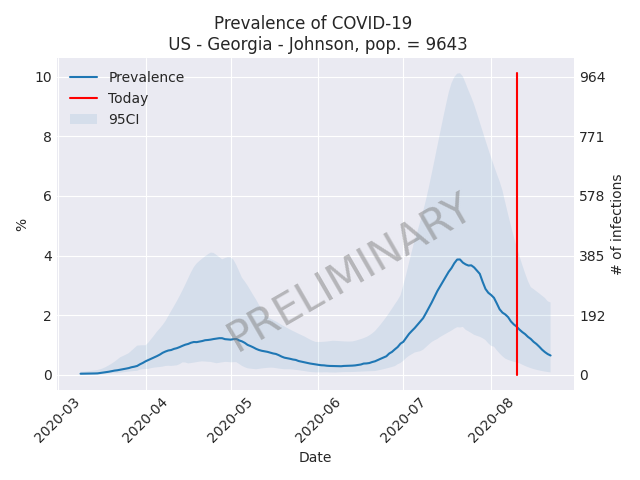 Prevalence of COVID-19
US - Georgia - Johnson, pop. = 9643
Prevalence
Today
95CI
10
8
6
4
2
0
%
964
771
578
385
192
0
# of infections
PRELIMINARY
2020-03
2020-04
2020-05
2020-06
2020-07
2020-08
Date